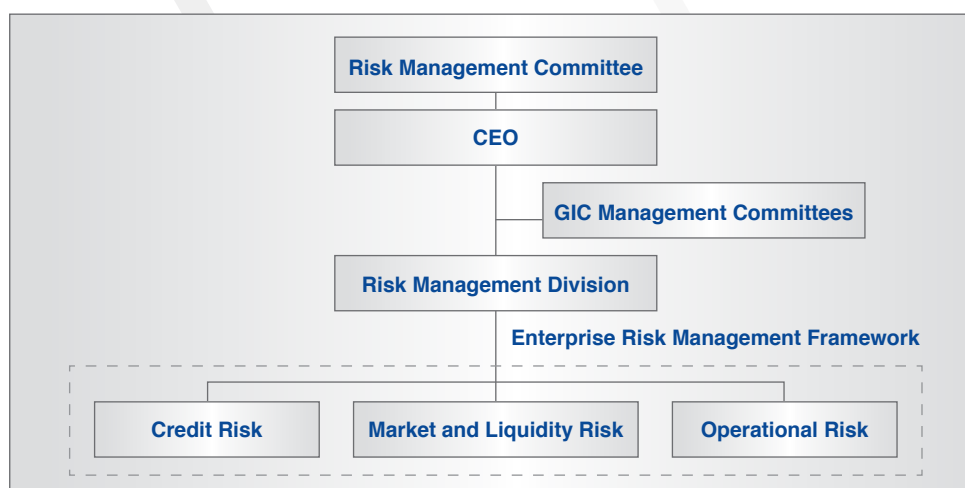 Risk Management Committee
CEO
GIC Management Committees
Risk Management Division
Enterprise Risk Management Framework
Credit Risk
Market and Liquidity Risk
Operational Risk